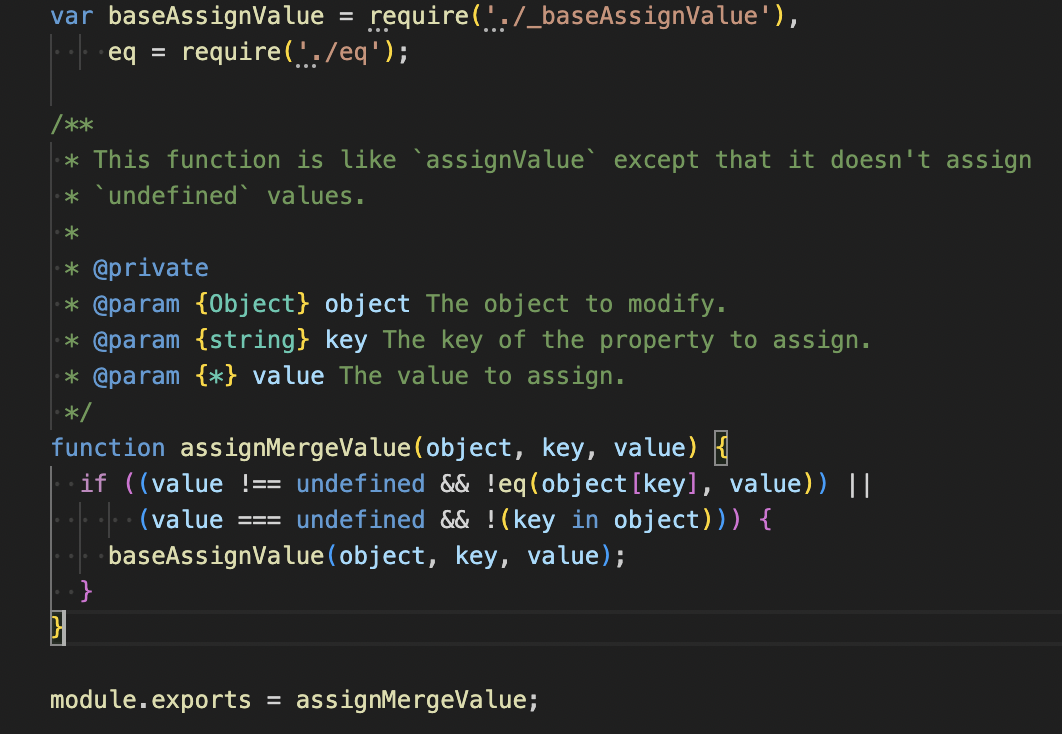 var baseAssignValue = require('./_baseAssignValue'),
    eq = require('./eq');

/**
 * This function is like `assignValue` except that it doesn't assign
 * `undefined` values.
 *
 * @private
 * @param {Object} object The object to modify.
 * @param {string} key The key of the property to assign.
 * @param {*} value The value to assign.
 */
function assignMergeValue(object, key, value) {
  if ((value !== undefined && !eq(object[key], value)) ||
      (value === undefined && !(key in object))) {
    baseAssignValue(object, key, value);
  }
}

module.exports = assignMergeValue;